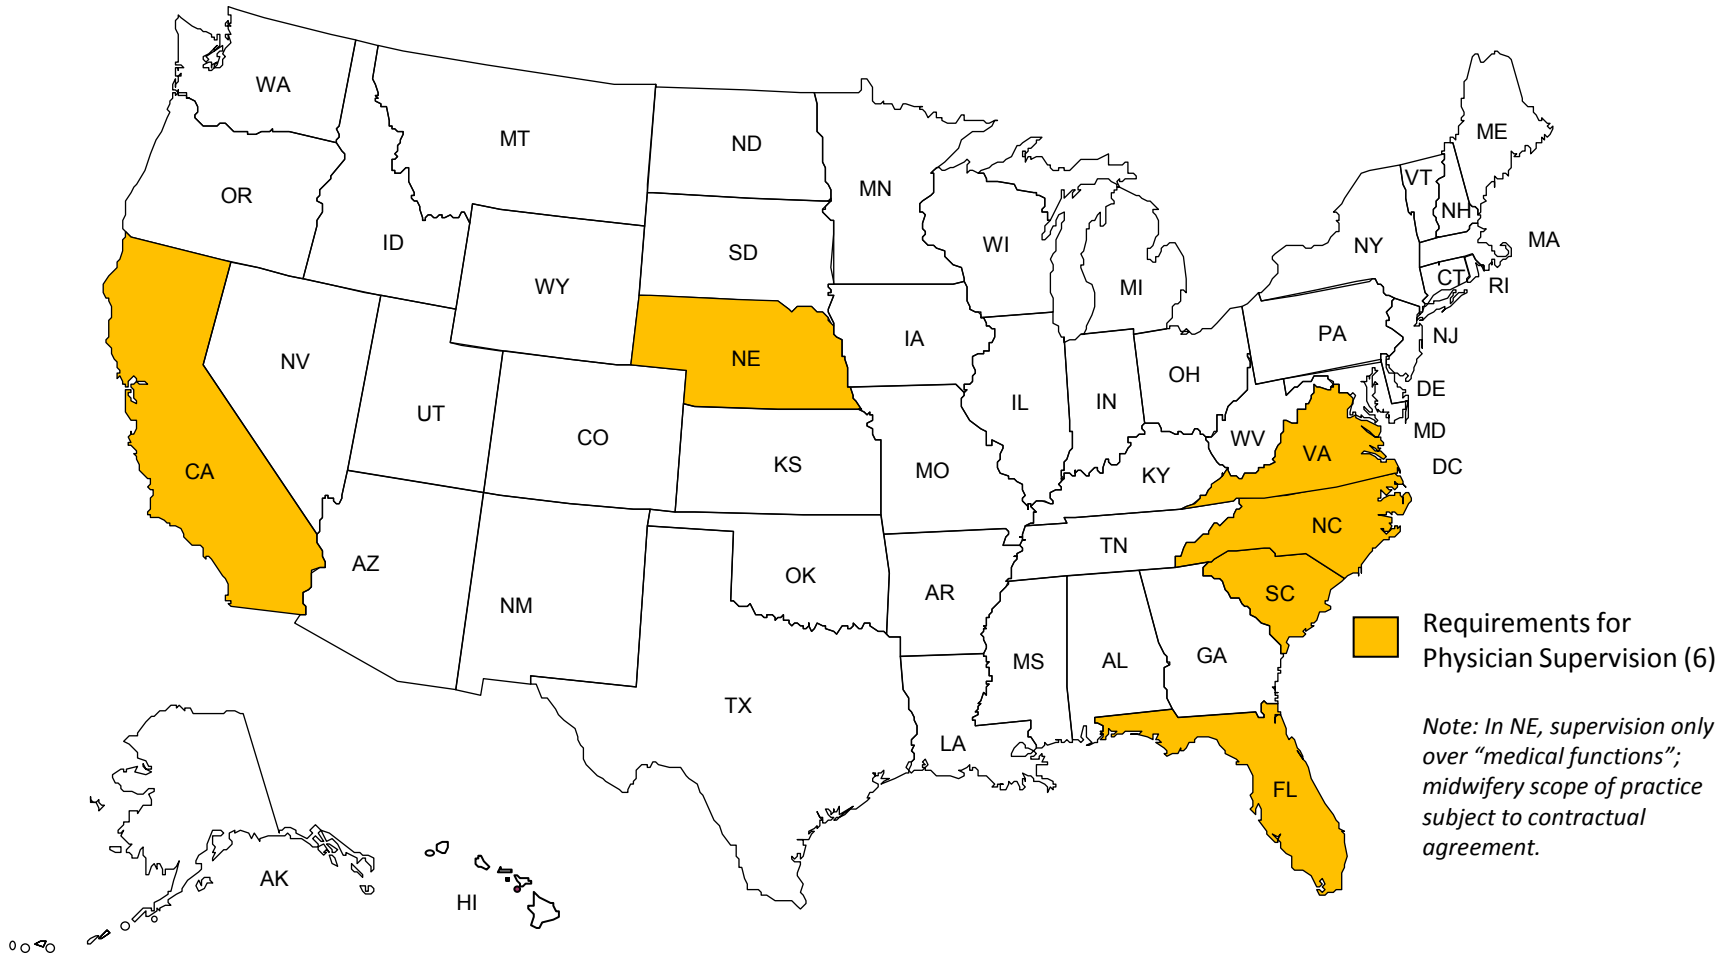 WA
MT
ND
MN
ME
VT
NH
OR
ID
SD
WI
NY
MA
WY
MI
CT
RI
NV
NE
IA
PA
NJ
UT
CO
IL
IN
OH
DE
WV
MD
CA
KS
MO
KY
VA
DC
AZ
NM
OK
AR
TN
NC
SC
TX
MS
AL
GA
LA
FL
AK
HI
Requirements for
Physician Supervision (6)
Note: In NE, supervision only
over “medical functions”;
midwifery scope of practice
subject to contractual
agreement.